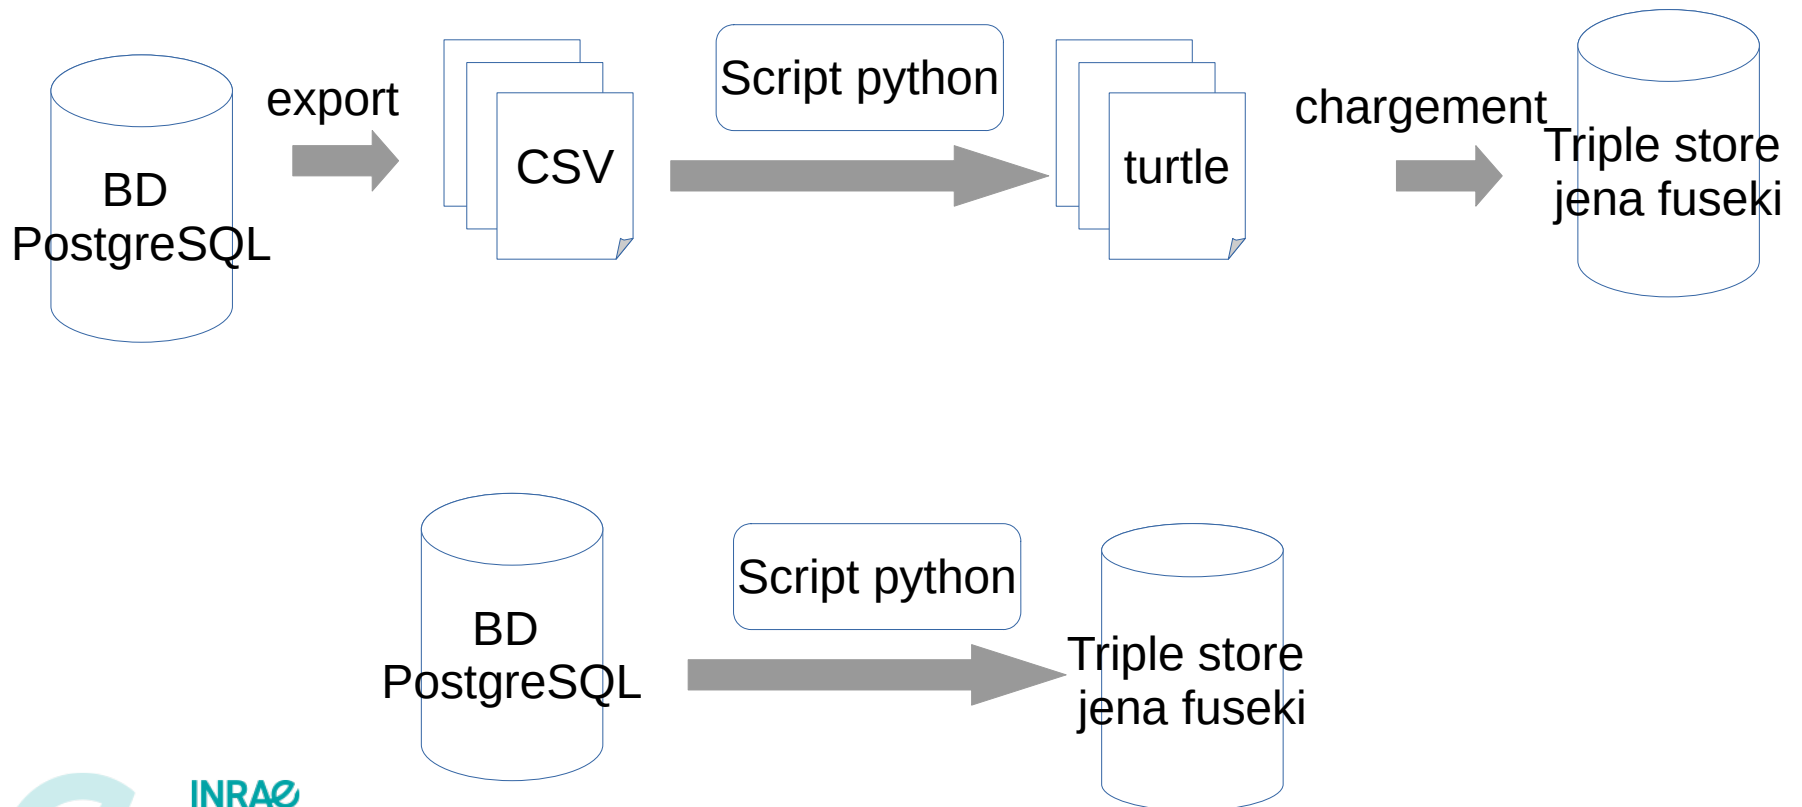 export
BD
PostgreSQL
CSV
Script python
turtle
chargement
Triple store
jena fuseki
BD
PostgreSQL
Script python
Triple store
jena fuseki
INRAE